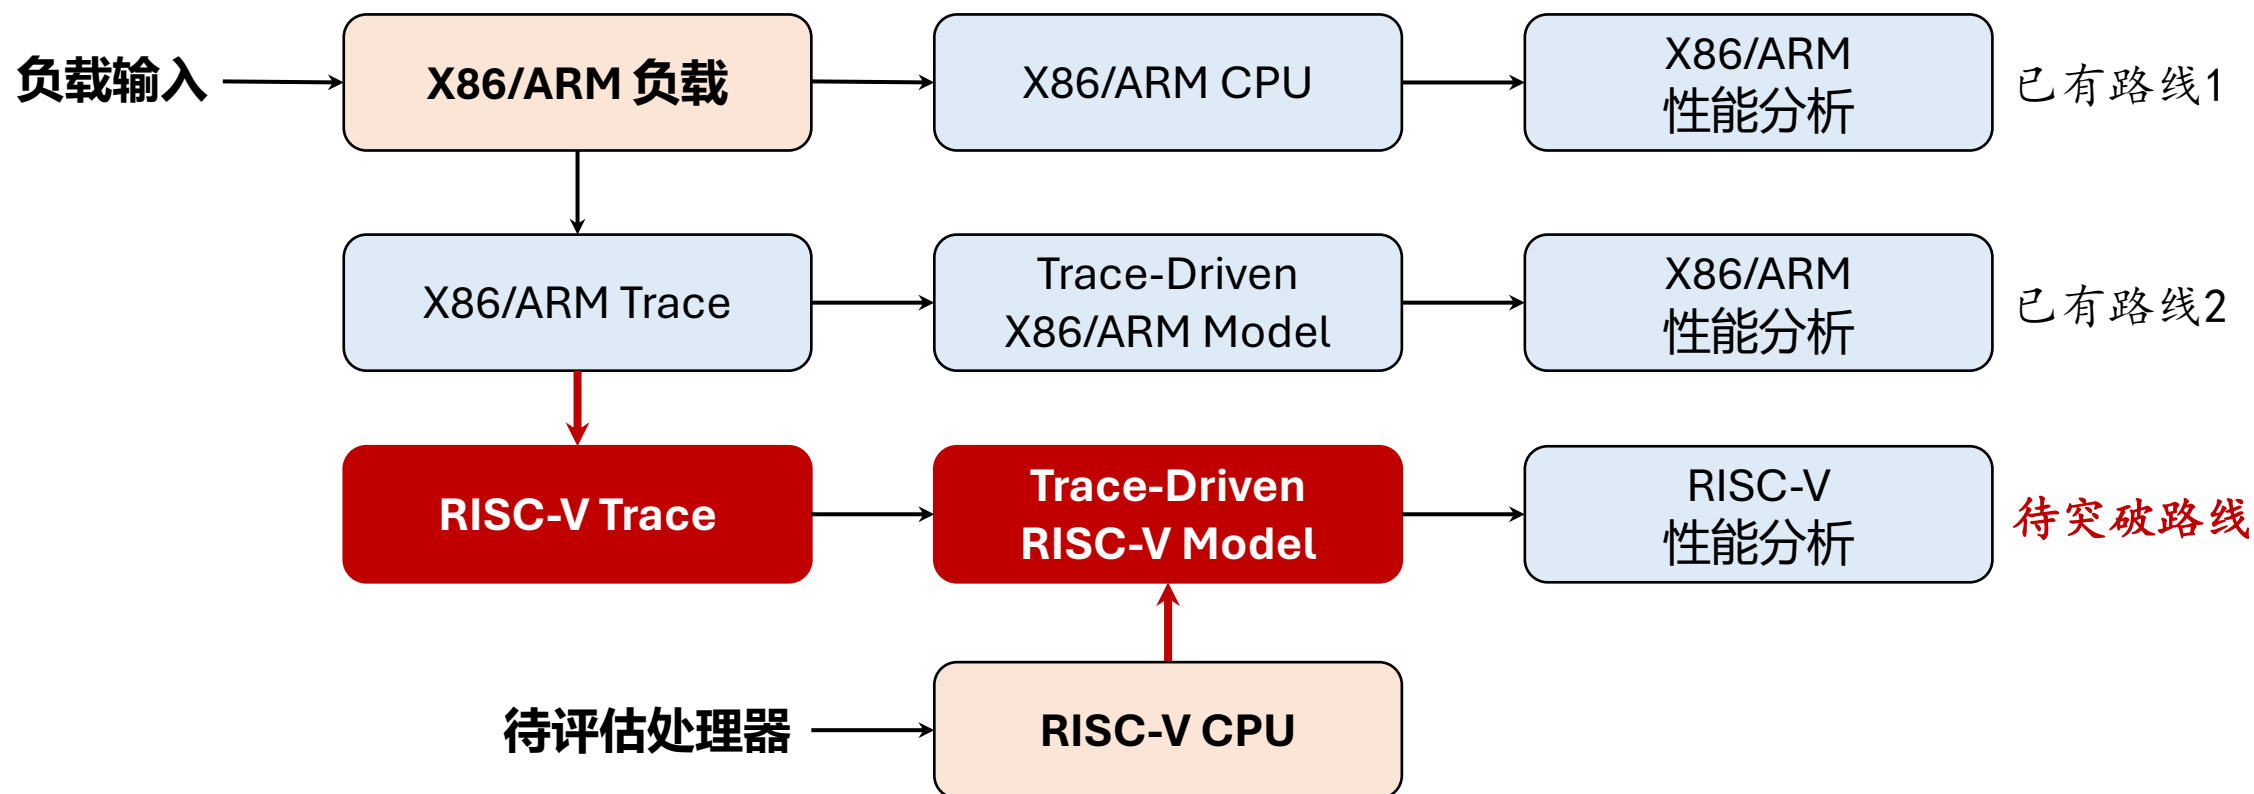 负载输入
X86/ARM 负载
X86/ARM CPU
X86/ARM
性能分析
已有路线1
X86/ARM Trace
Trace-Driven
X86/ARM Model
X86/ARM
性能分析
已有路线2
RISC-V Trace
Trace-Driven
RISC-V Model
RISC-V
性能分析
待突破路线
待评估处理器
RISC-V CPU